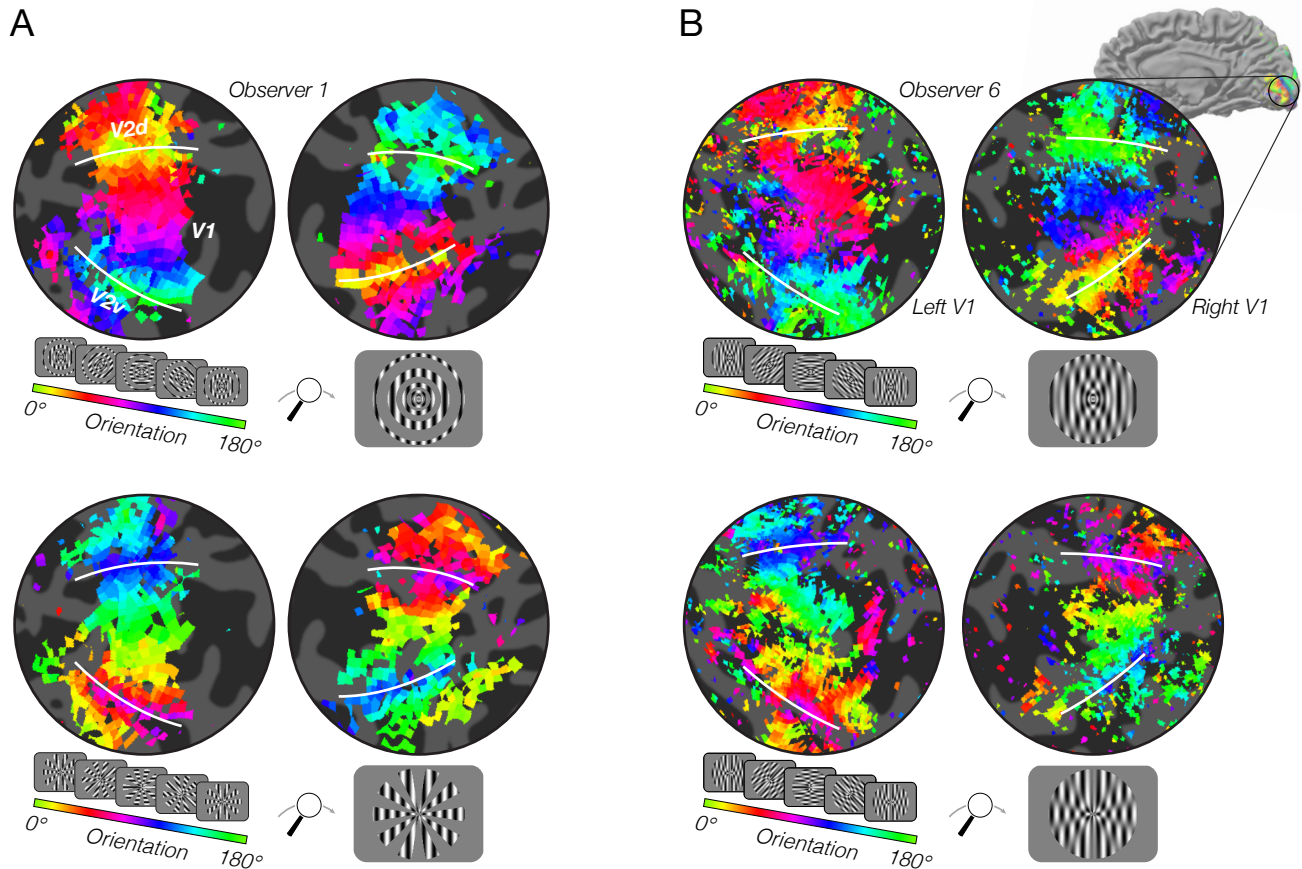 A
B
Observer 1
Observer 6
V2d
V1
V2v
Left V1
Right V1
0°
Orientation
180°
0°
Orientation
180°
0°
Orientation
180°
0°
Orientation
180°